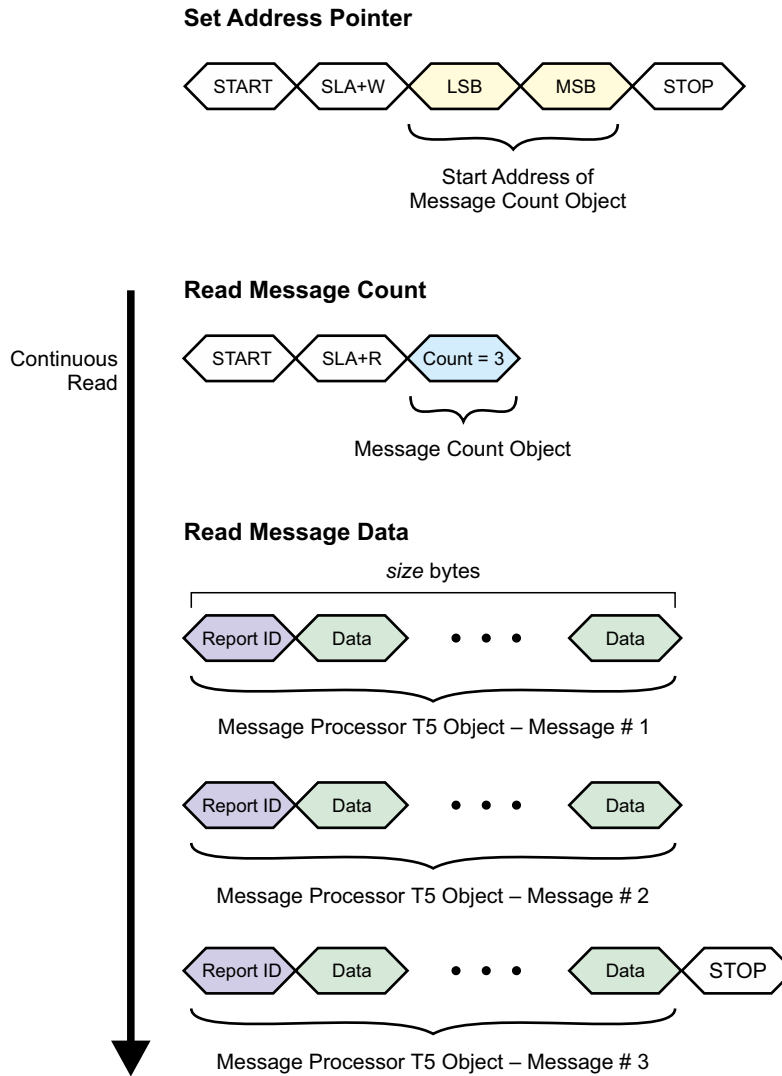 Set Address Pointer
START SLA+W LSB MSB STOP
Start Address of
Message Count Object
Read Message Count
Continuous
Read
START SLA+R Count = 3
Message Count Object
Read Message Data
size bytes
Report ID Data • • • Data
Message Processor T5 Object – Message # 1
Report ID Data • • • Data
Message Processor T5 Object – Message # 2
Report ID Data • • • Data STOP
Message Processor T5 Object – Message # 3